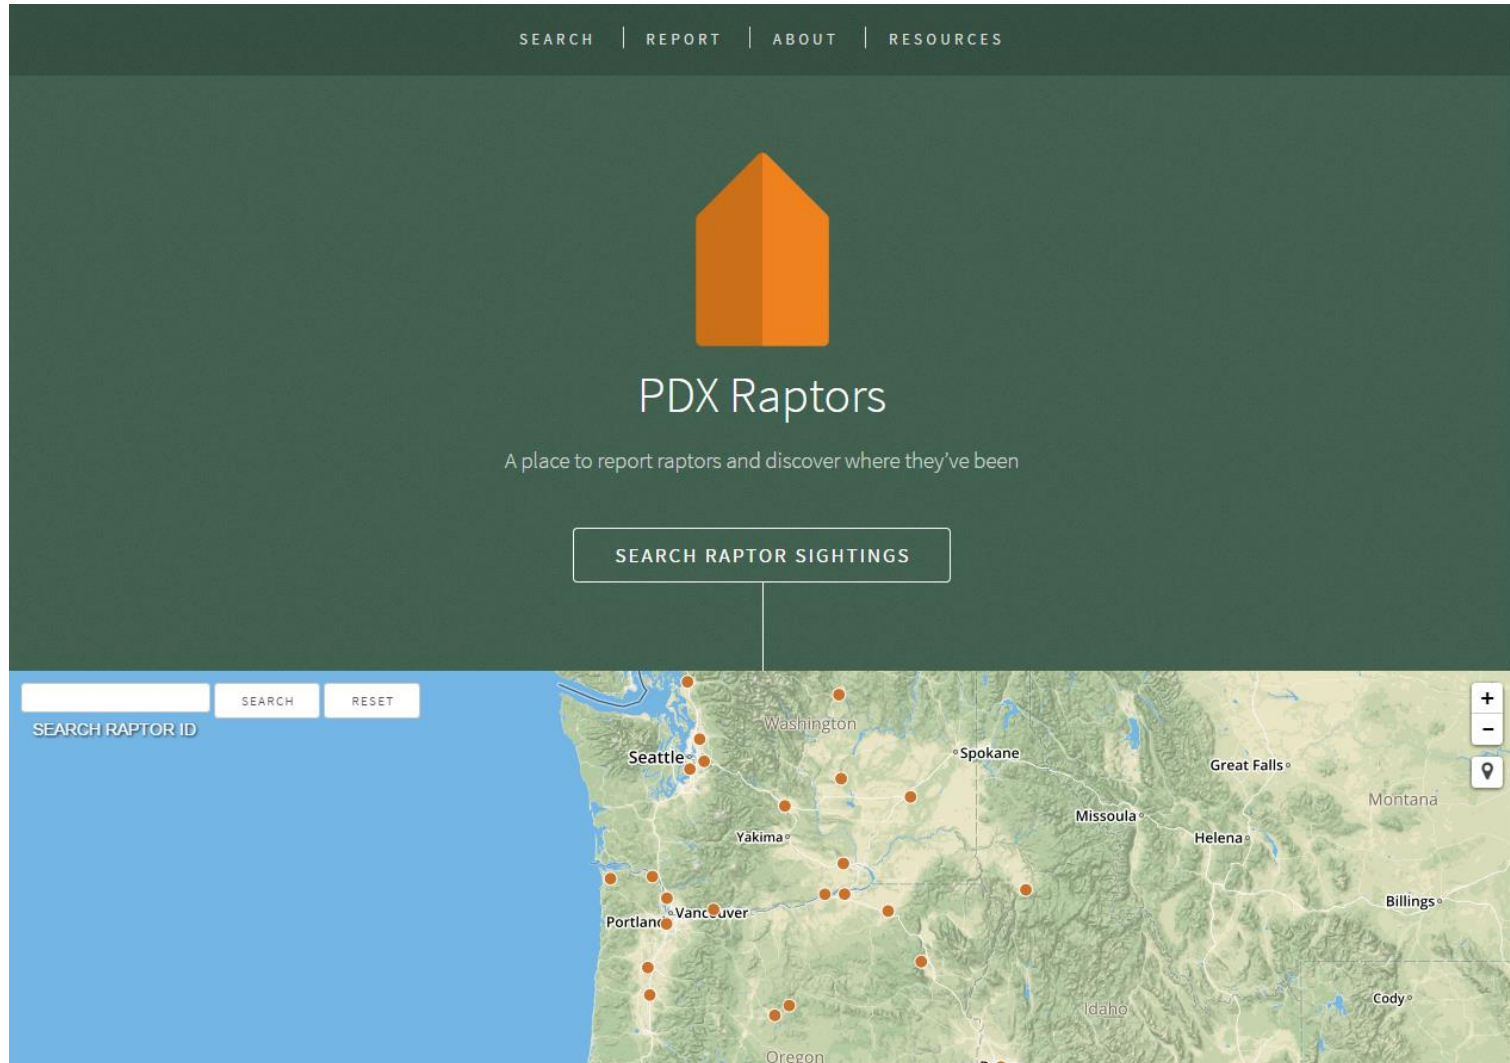 SEARCH REPORT ABOUT RESOURCES
PDX Raptors
A place to report raptors and discover where they've been
SEARCH RAPTOR SIGHTINGS
SEARCH RESET
SEARCH RAPTOR ID
+
−
Washington
Seattle
Spokane
Great Falls
Montana
Missoula
Yakima
Helena
Billings
Vancouver
Portland
Cody
Idaho
Oregon